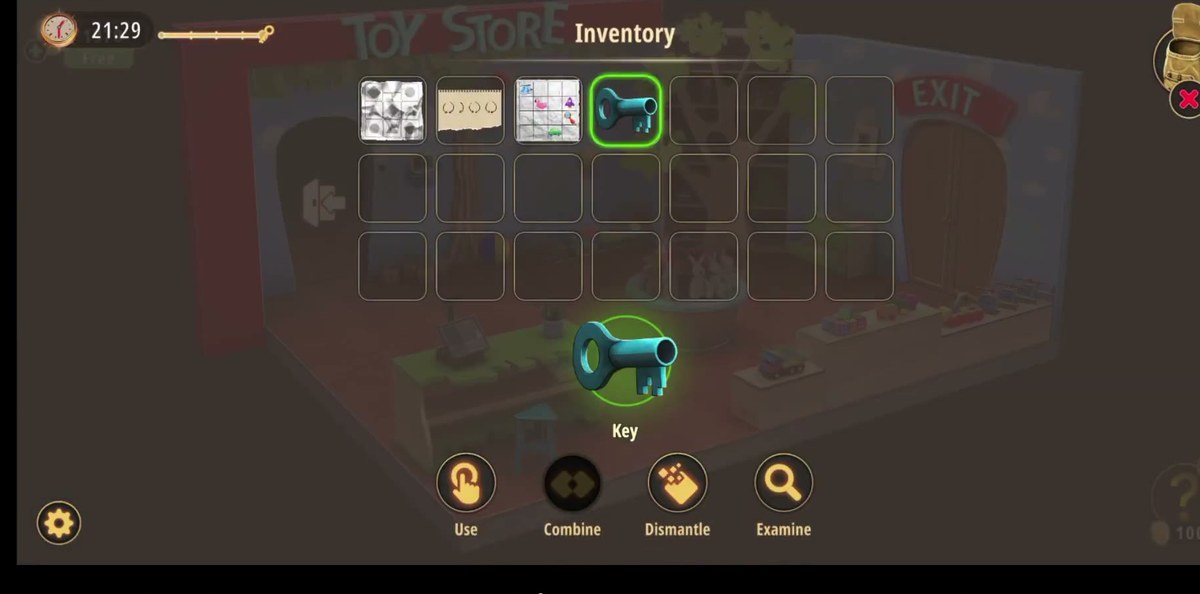 21:29
TOY STORE
Inventory
Free
EXIT
Key
Use
Combine
Dismantle
Examine